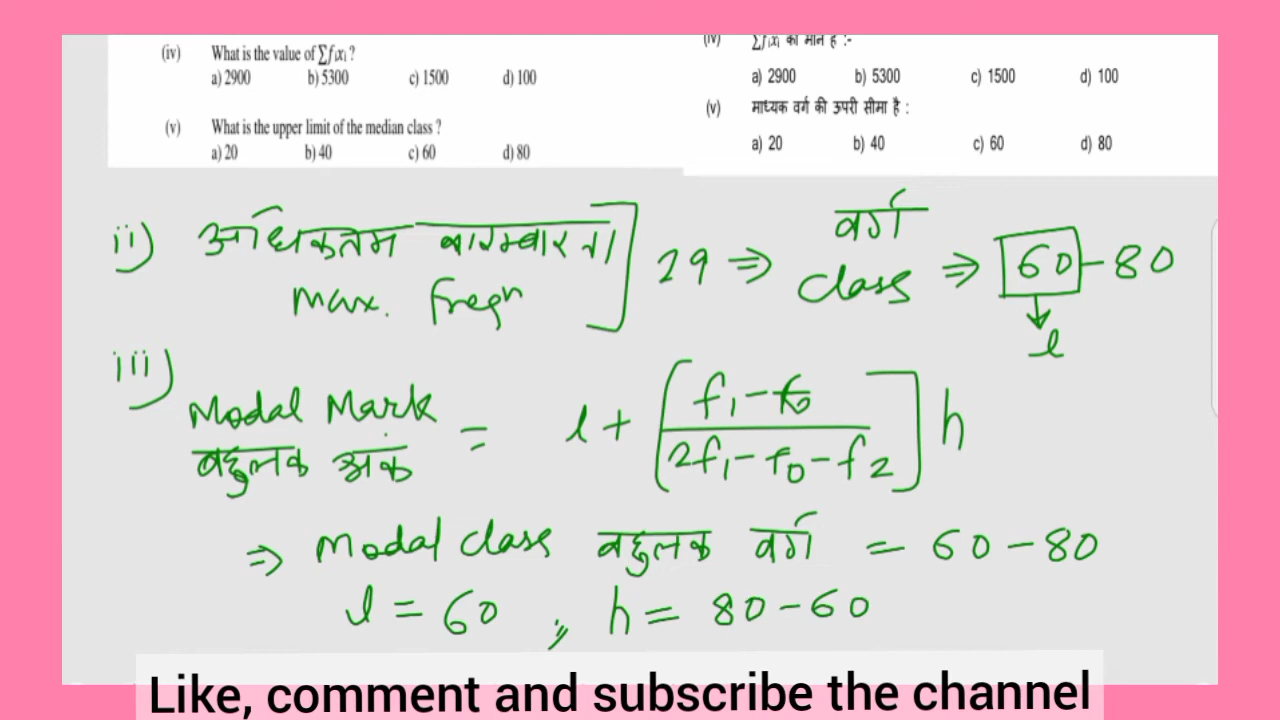 (iv) What is the value of ∑fᵢxᵢ ?
a) 2900 b) 5300 c) 1500 d) 100
(v) What is the upper limit of the median class ?
a) 20 b) 40 c) 60 d) 80
(iv) ∑fᵢxᵢ का मान है :-
a) 2900 b) 5300 c) 1500 d) 100
(v) माध्यक वर्ग की ऊपरी सीमा है :
a) 20 b) 40 c) 60 d) 80
ii) अधिकतम बारम्बारता] 29 ⇒ वर्ग class ⇒ 60-80
max. freqn
l
iii) Modal Mark = l + [f₁-f₀ / 2f₁-f₀-f₂] h
बहुलक अंक
⇒ Modal class बहुलक वर्ग = 60-80
l = 60 , h = 80-60
Like, comment and subscribe the channel